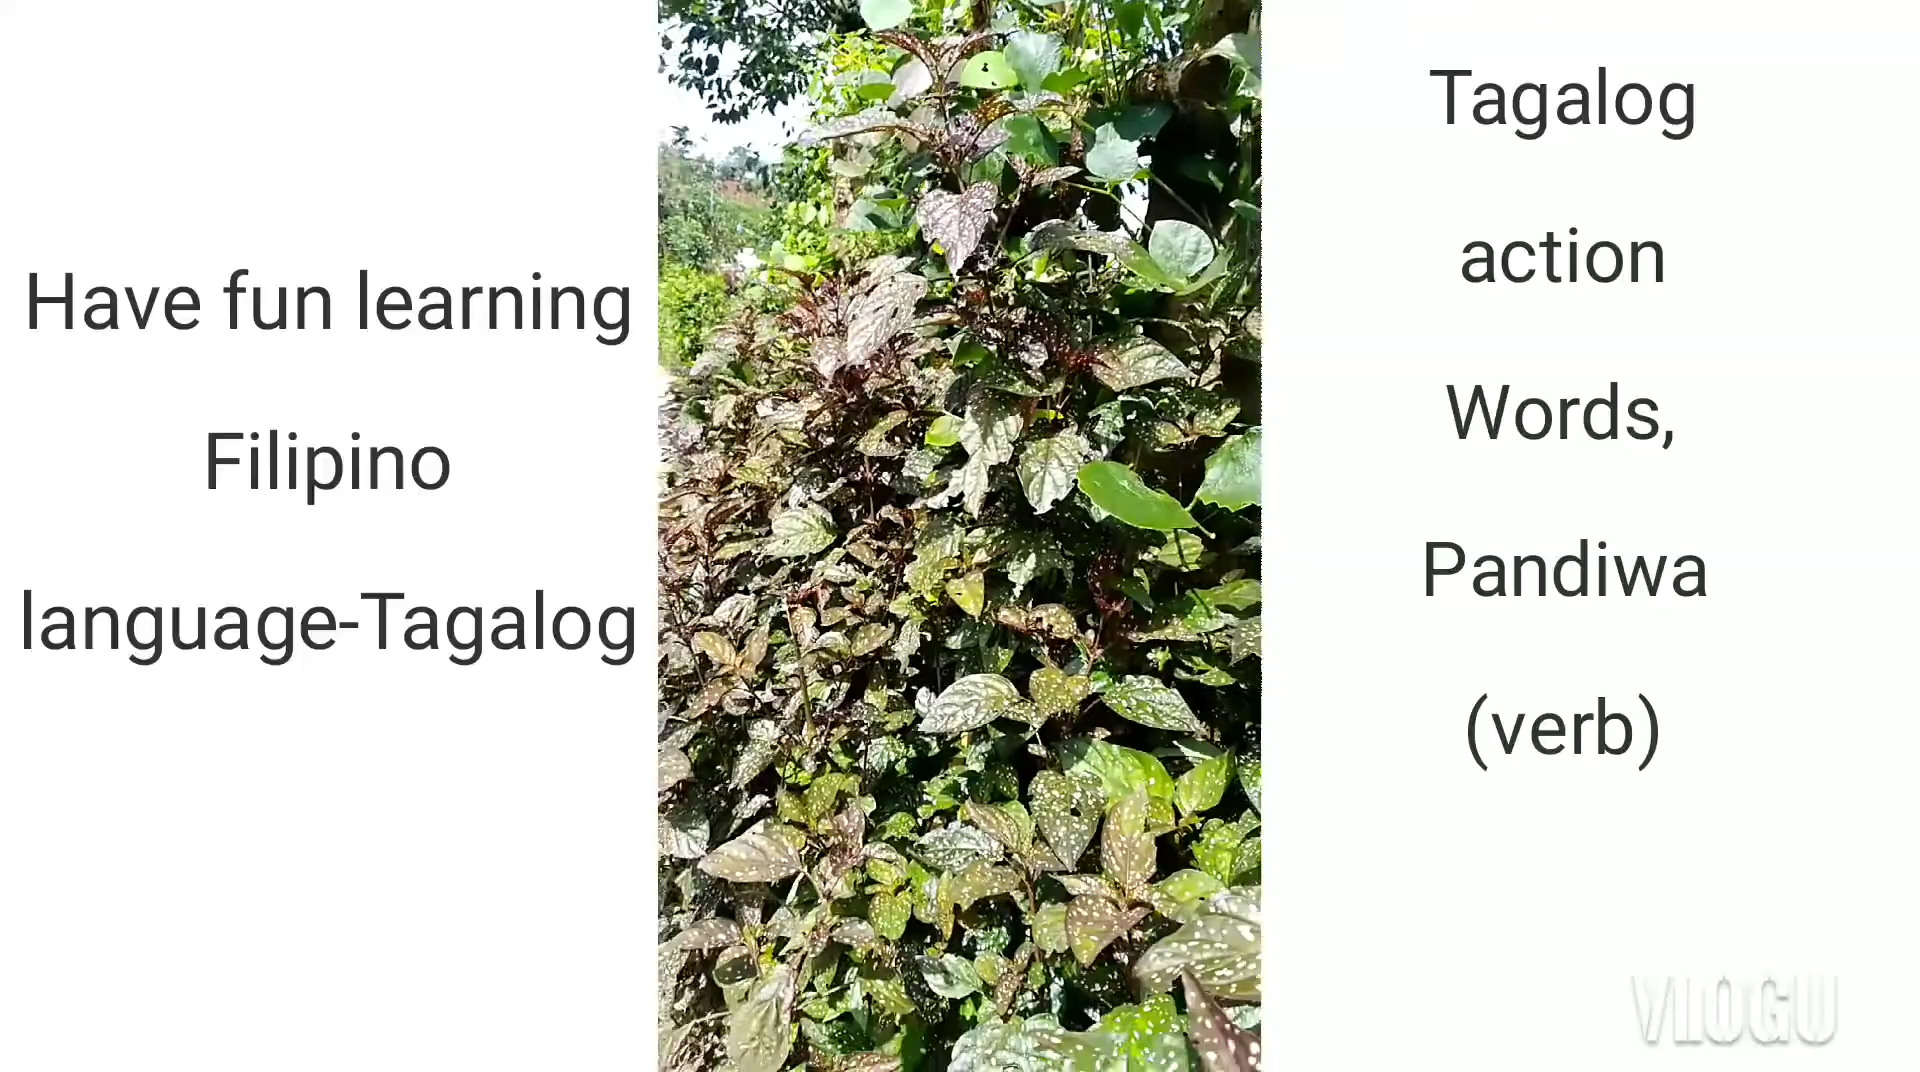 Have fun learning
Filipino
language-Tagalog
Tagalog
action
Words,
Pandiwa
(verb)
VLOGU